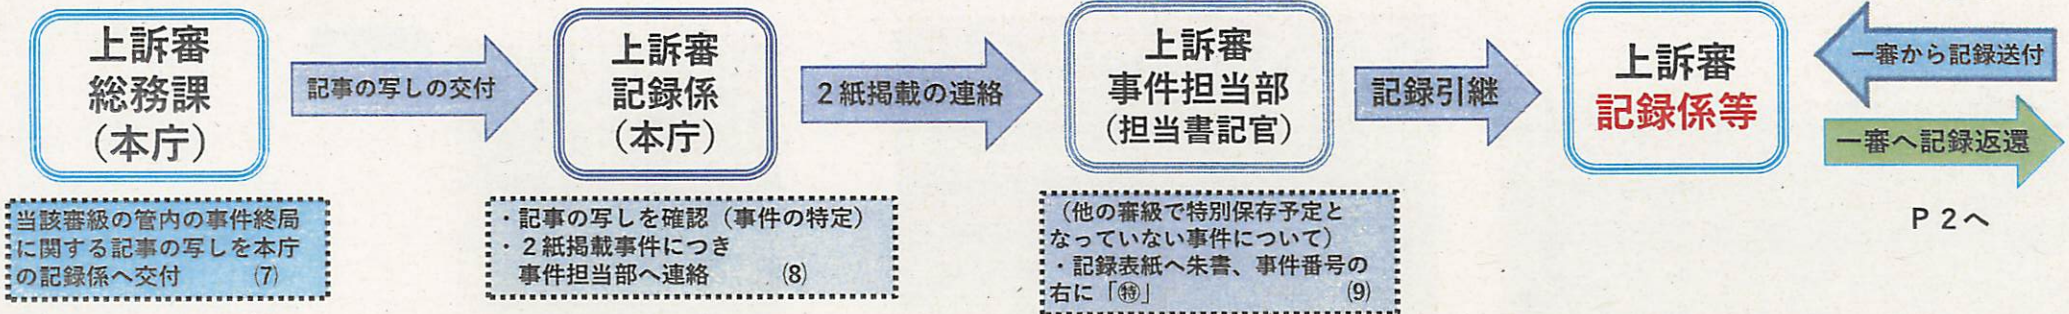 上訴審
総務課
（本庁）
記事の写しの交付
上訴審
記録係
（本庁）
２紙掲載の連絡
上訴審
事件担当部
（担当書記官）
記録引継
上訴審
記録係等
一審から記録送付
一審へ記録返還
当該審級の管内の事件終局
に関する記事の写しを本庁
の記録係へ交付　　　⑺
・記事の写しを確認（事件の特定）
・２紙掲載事件につき
事件担当部へ連絡　　　⑻
（他の審級で特別保存予定と
なっていない事件について）
・記録表紙へ朱書、事件番号の
右に「㊕」　　　⑼
Ｐ２へ